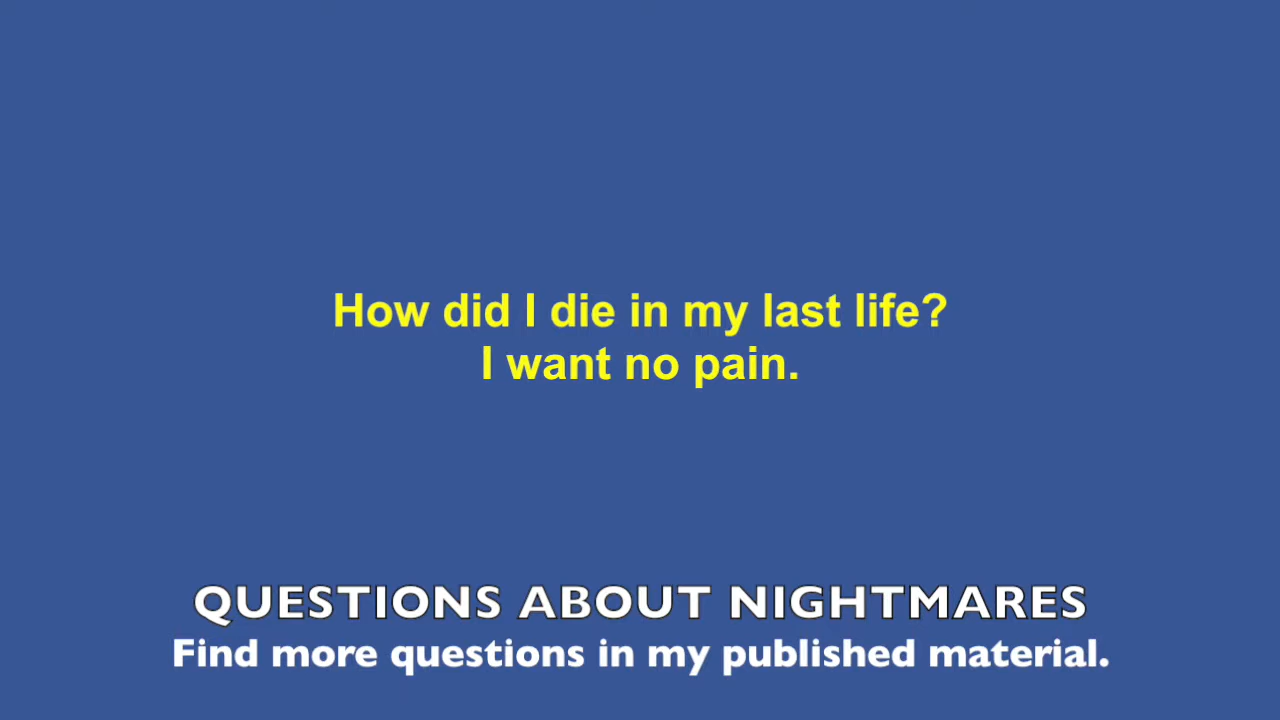 How did I die in my last life?
I want no pain.
QUESTIONS ABOUT NIGHTMARES
Find more questions in my published material.